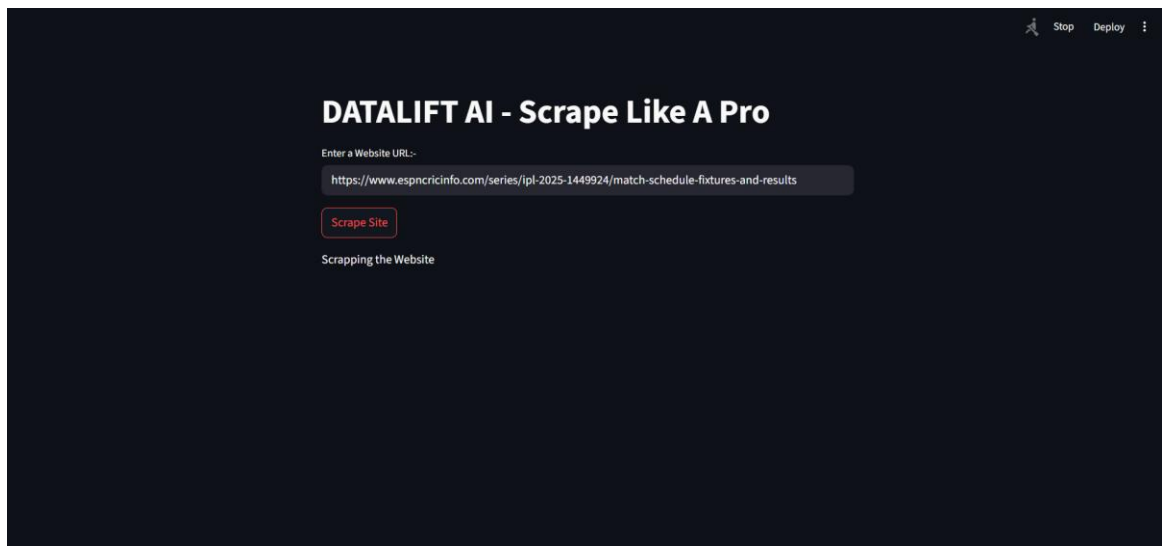 Stop Deploy
DATALIFT AI - Scrape Like A Pro
Enter a Website URL:-
https://www.espncricinfo.com/series/ipl-2025-1449924/match-schedule-fixtures-and-results
Scrape Site
Scrapping the Website